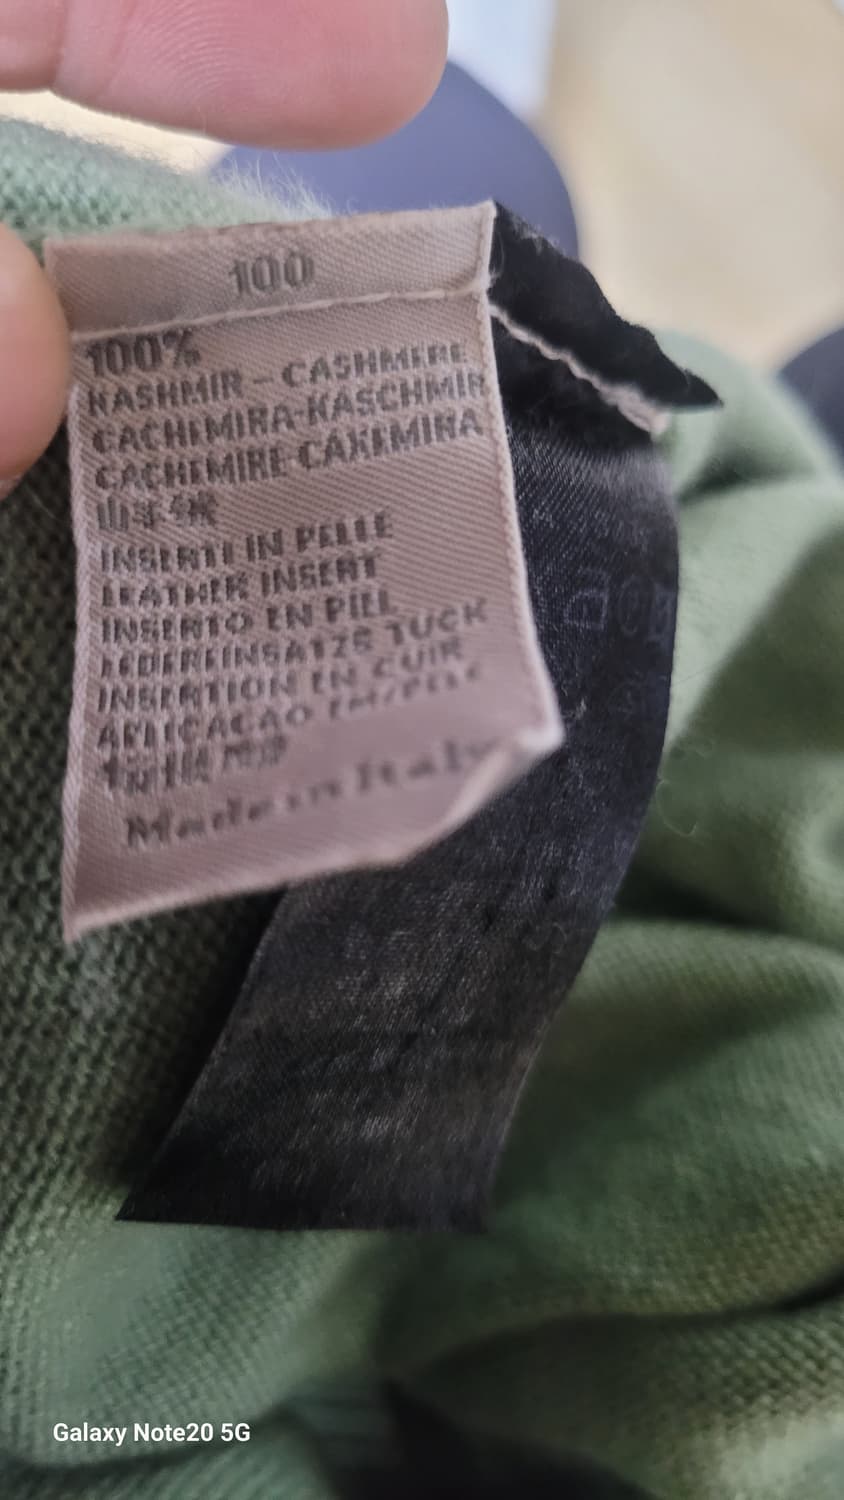 100
100%
KASHMIR – CASHMERE
CACHEMIRA-KASCHMIR
CACHEMIRE-CAXEMIRA
山羊绒
INSERTI IN PELLE
LEATHER INSERT
INSERTO EN PIEL
LEDEREINSATZE TUCK
INSERTION EN CUIR
APLICACAO EM/PELE
Made in Italy
Galaxy Note20 5G